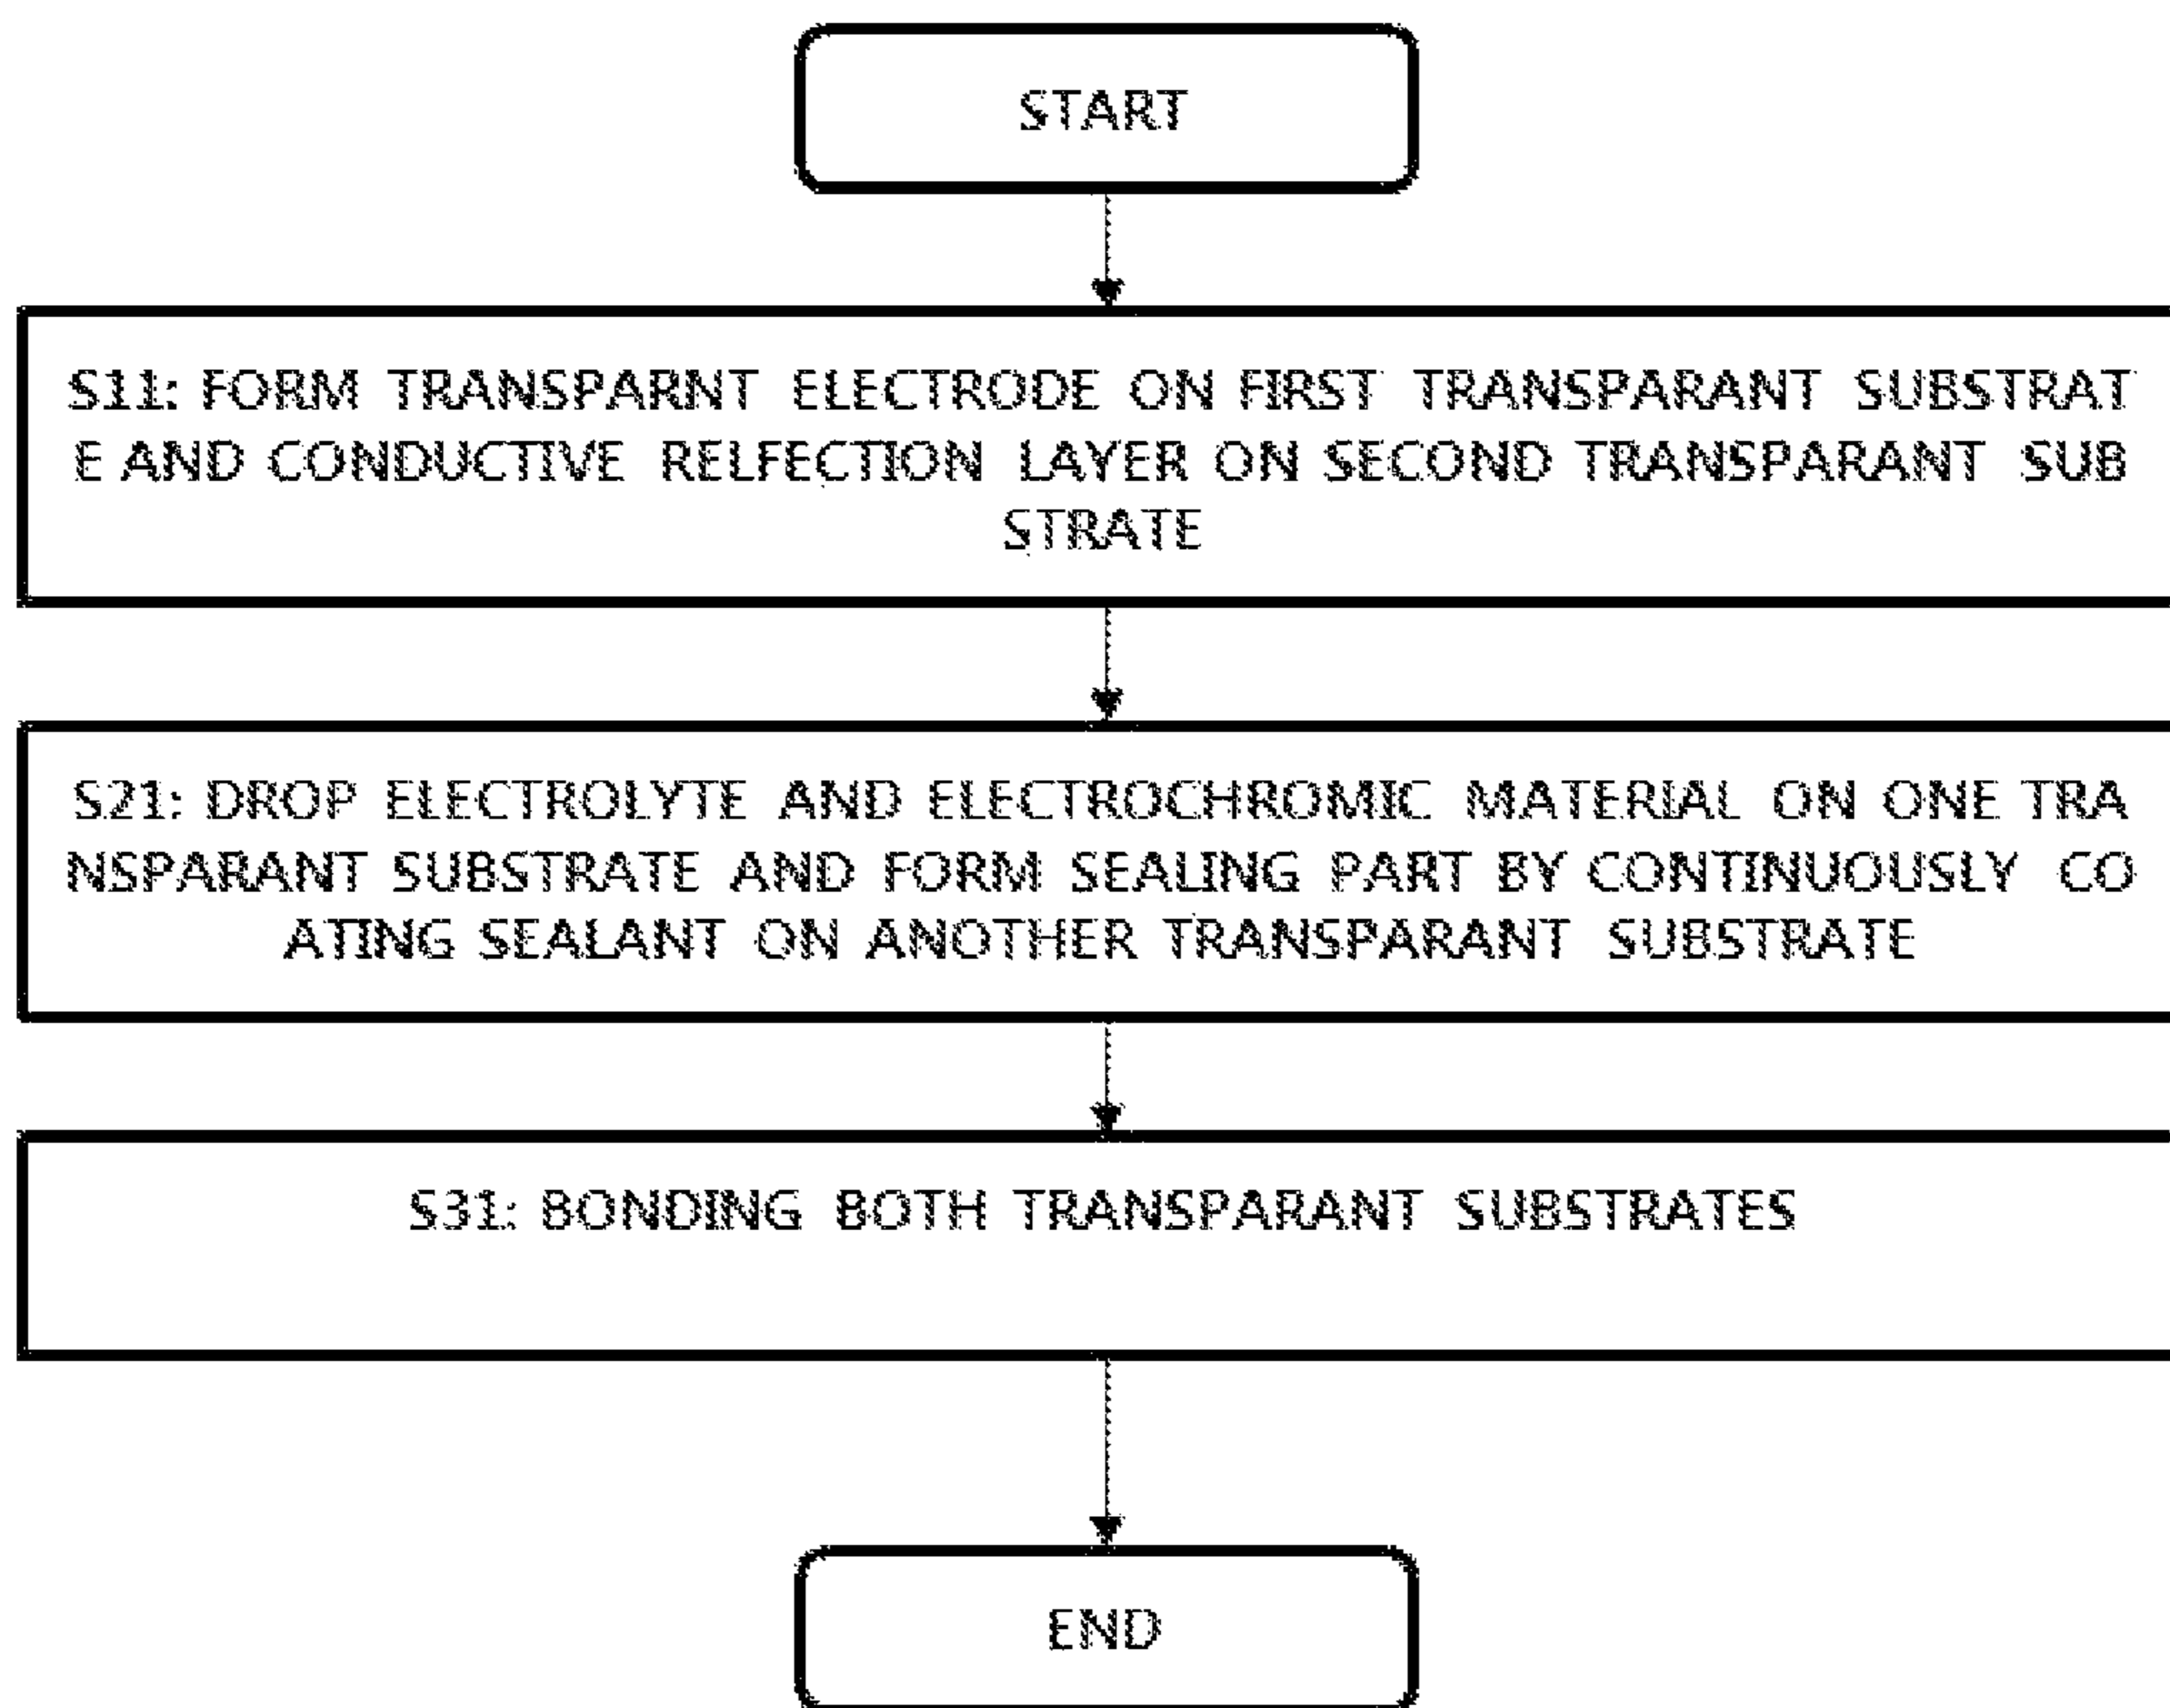 START
S11: FORM TRANSPARNT ELECTRODE ON FIRST TRANSPARANT SUBSTRAT
E AND CONDUCTIVE RELFECTION LAYER ON SECOND TRANSPARANT SUB
STRATE
S21: DROP ELECTROLYTE AND ELECTROCHROMIC MATERIAL ON ONE TRA
NSPARANT SUBSTRATE AND FORM SEALING PART BY CONTINUOUSLY CO
ATING SEALANT ON ANOTHER TRANSPARANT SUBSTRATE
S31: BONDING BOTH TRANSPARANT SUBSTRATES
END